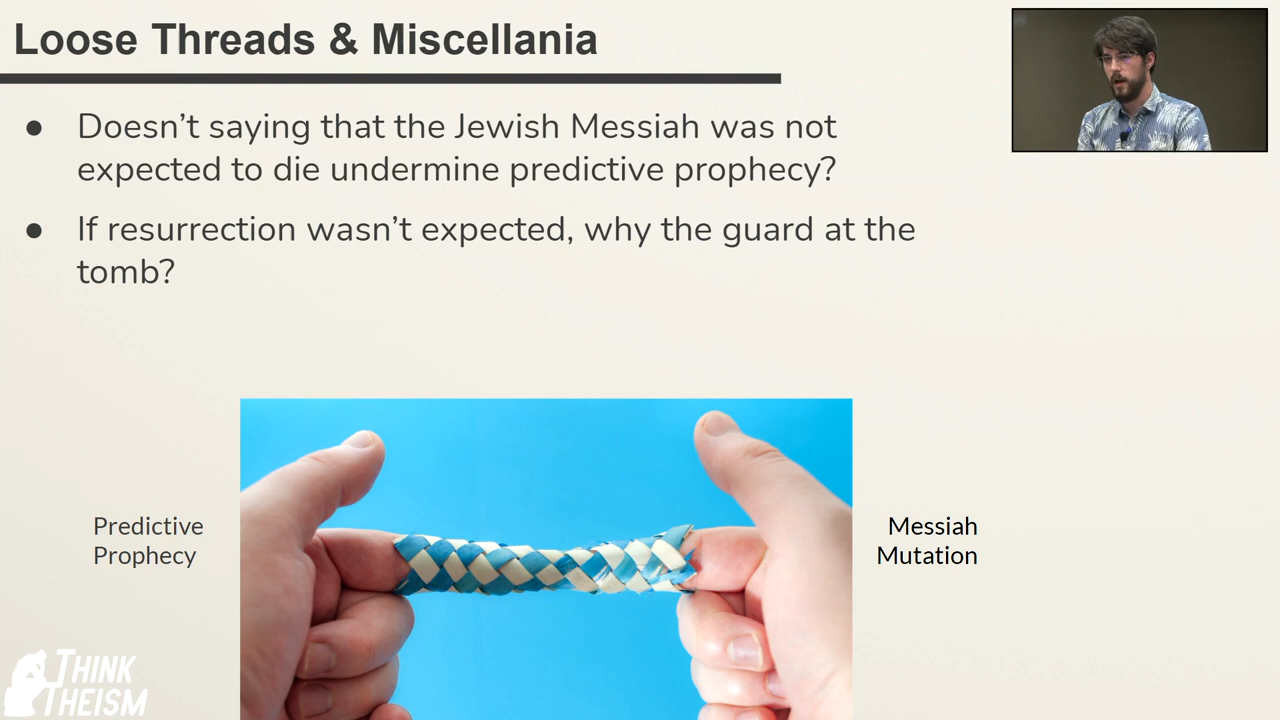 Loose Threads & Miscellania
● Doesn’t saying that the Jewish Messiah was not
expected to die undermine predictive prophecy?
● If resurrection wasn’t expected, why the guard at the
tomb?
Predictive
Prophecy
Messiah
Mutation
THINK
THEISM